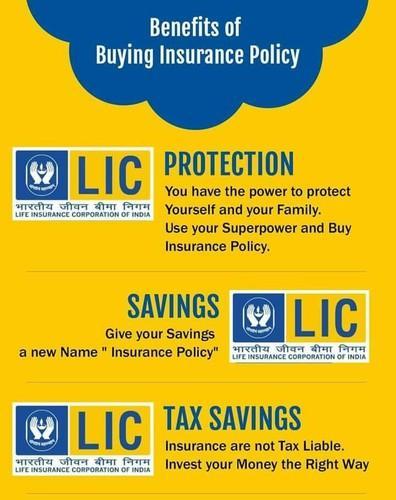 Benefits of
Buying Insurance Policy
LIC
भारतीय जीवन बीमा निगम
LIFE INSURANCE CORPORATION OF INDIA
PROTECTION
You have the power to protect
Yourself and your Family.
Use your Superpower and Buy
Insurance Policy.
SAVINGS
Give your Savings
a new Name " Insurance Policy"
LIC
भारतीय जीवन बीमा निगम
LIFE INSURANCE CORPORATION OF INDIA
LIC
भारतीय जीवन बीमा निगम
LIFE INSURANCE CORPORATION OF INDIA
TAX SAVINGS
Insurance are not Tax Liable.
Invest your Money the Right Way